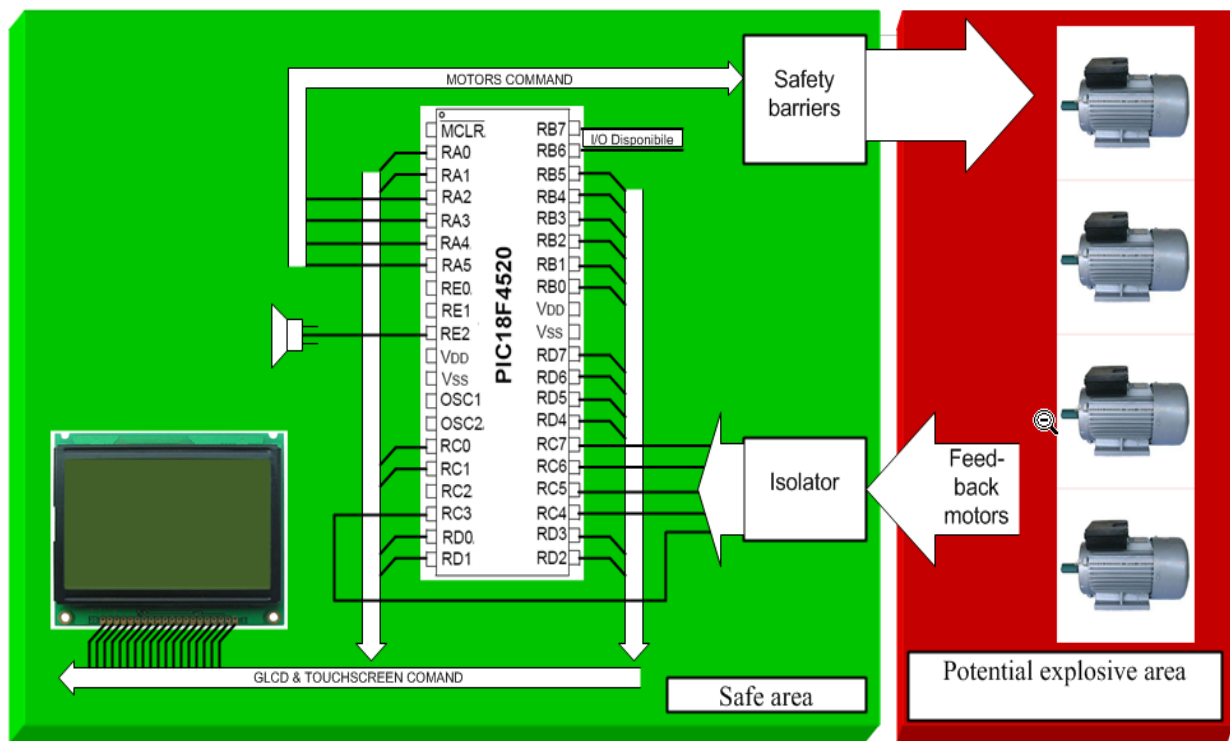 MOTORS COMMAND
Safety
barriers
MCLR
RA0
RA1
RA2
RA3
RA4
RA5
RE0
RE1
RE2
VDD
VSS
OSC1
OSC2
RC0
RC1
RC2
RC3
RD0
RD1
PIC18F4520
RB7
RB6
RB5
RB4
RB3
RB2
RB1
RB0
VDD
VSS
RD7
RD6
RD5
RD4
RC7
RC6
RC5
RC4
RD3
RD2
I/O Disponibile
Isolator
Feed-
back
motors
GLCD & TOUCHSCREEN COMAND
Safe area
Potential explosive area